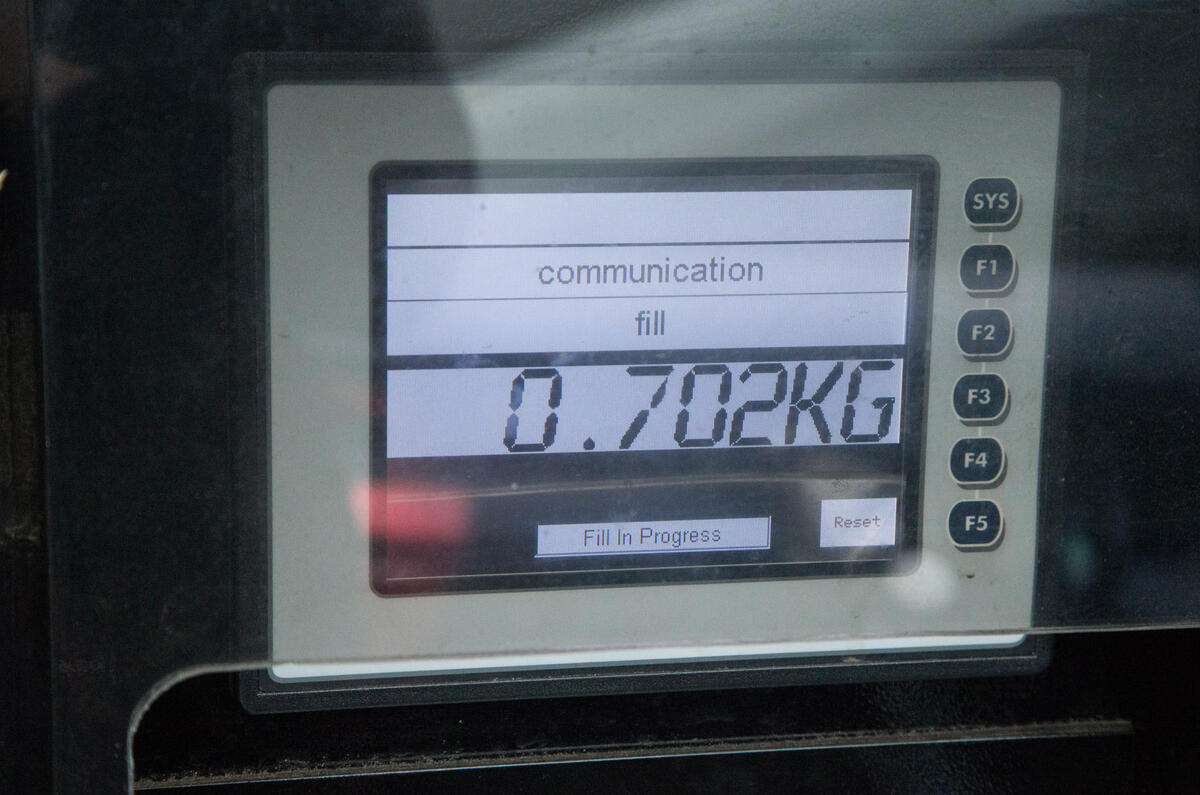 communication
fill
0.702KG
Fill In Progress
Reset
SYS
F1
F2
F3
F4
F5